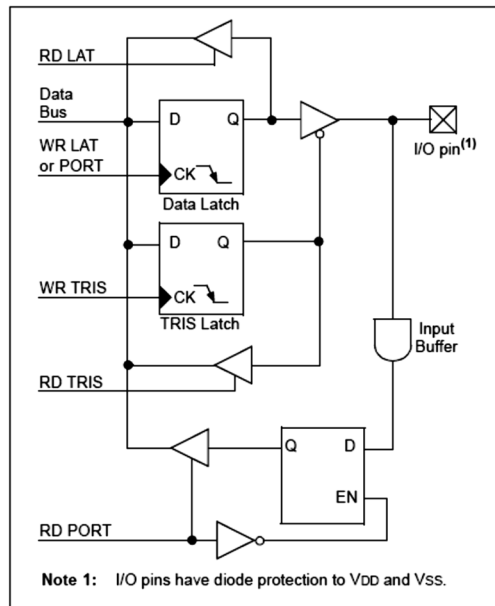 RD LAT
Data
Bus
D Q
WR LAT
or PORT
CK
Data Latch
I/O pin(1)
D Q
WR TRIS
CK
TRIS Latch
Input
Buffer
RD TRIS
Q D
EN
RD PORT
Note 1: I/O pins have diode protection to VDD and VSS.